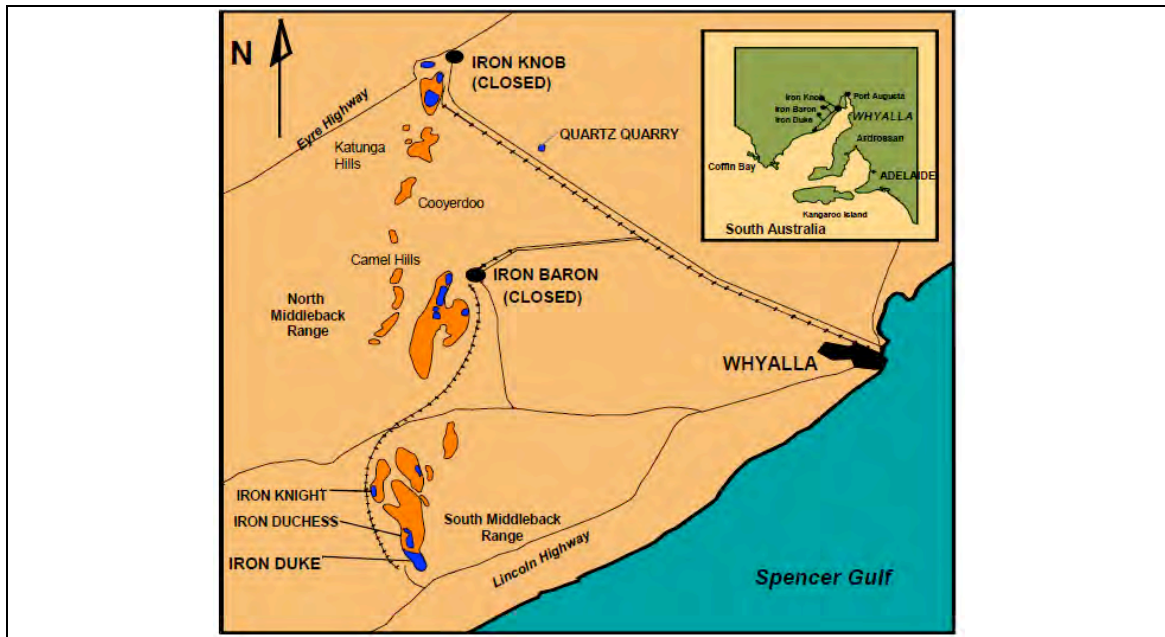 N
IRON KNOB
(CLOSED)
Eyre Highway
Katunga
Hills
QUARTZ QUARRY
Cooyerdoo
Camel Hills
IRON BARON
(CLOSED)
North
Middleback
Range
WHYALLA
IRON KNIGHT
IRON DUCHESS
IRON DUKE
South Middleback
Range
Lincoln Highway
Spencer Gulf
Iron Knob
Port Augusta
Iron Baron
WHYALLA
Iron Duke
Ardrossan
Coffin Bay
ADELAIDE
Kangaroo Island
South Australia